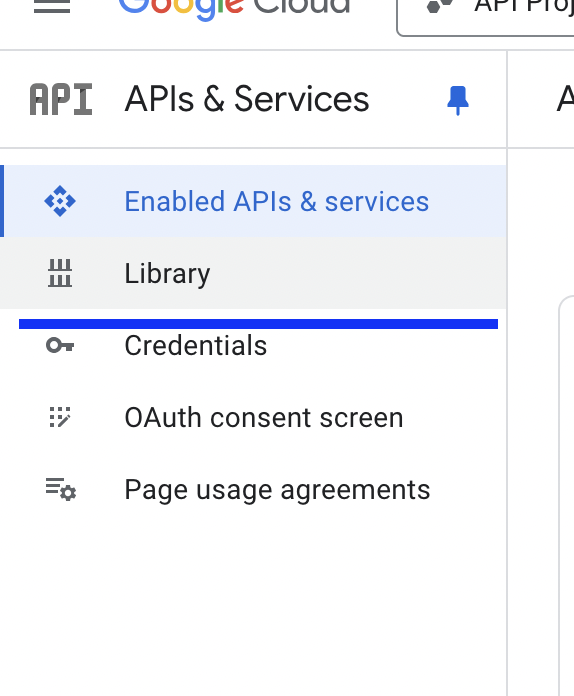 Google Cloud
API Proj
API APIs & Services
Enabled APIs & services
Library
Credentials
OAuth consent screen
Page usage agreements